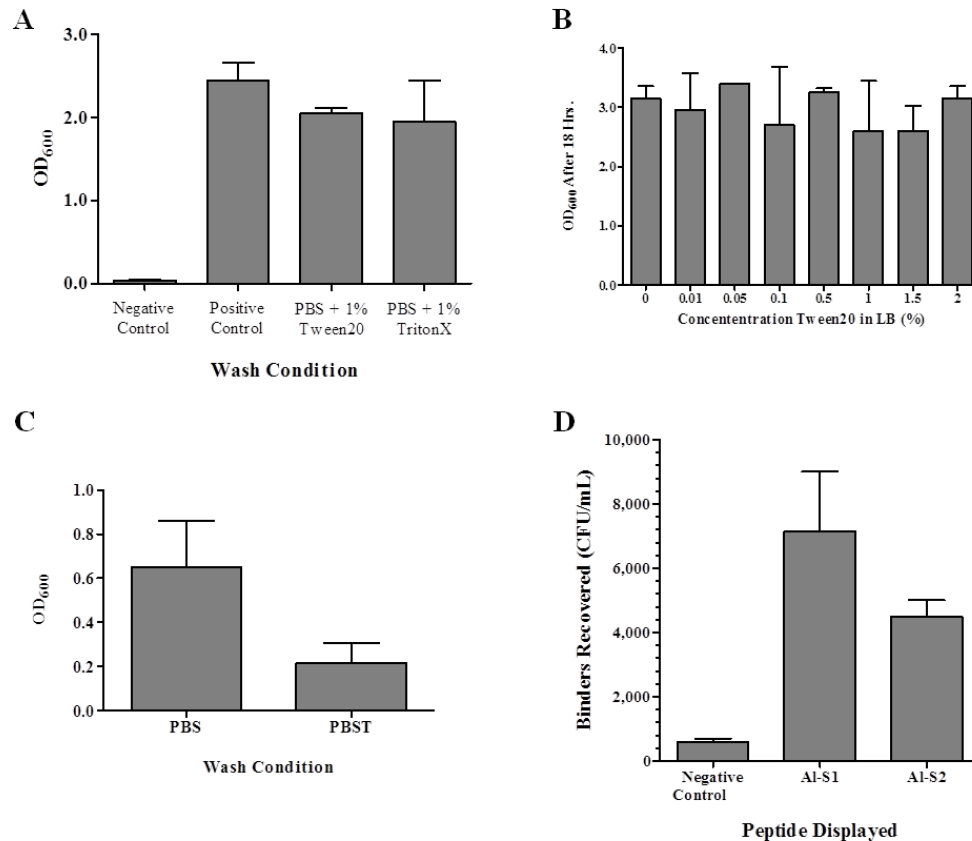 A
3.0
2.0
1.0
0.0
OD600
Negative Control
Positive Control
PBS + 1% Tween20
PBS + 1% TritonX
Wash Condition
B
4.0
3.0
2.0
1.0
0.0
OD600 After 18 Hrs.
0 0.01 0.05 0.1 0.5 1 1.5 2
Concententration Tween20 in LB (%)
C
1.0
0.8
0.6
0.4
0.2
0.0
OD600
PBS PBST
Wash Condition
D
10,000
8,000
6,000
4,000
2,000
0
Binders Recovered (CFU/mL)
Negative Control
Al-S1
Al-S2
Peptide Displayed